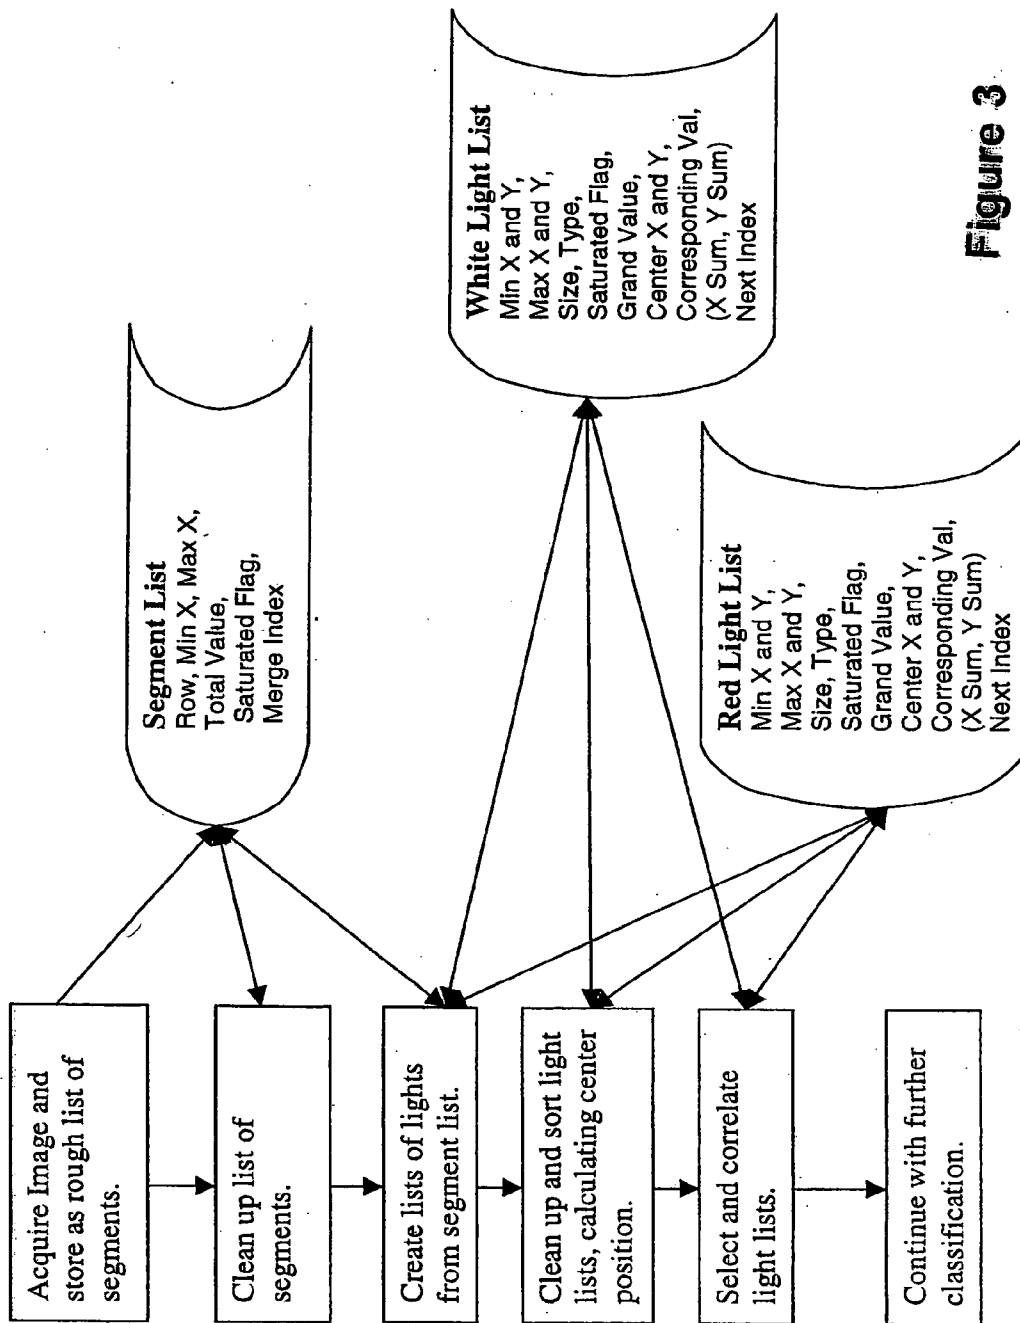 Acquire Image and
store as rough list of
segments.
Clean up list of
segments.
Create lists of lights
from segment list.
Clean up and sort light
lists, calculating center
position.
Select and correlate
light lists.
Continue with further
classification.
Segment List
Row, Min X, Max X,
Total Value,
Saturated Flag,
Merge Index
White Light List
Min X and Y,
Max X and Y,
Size, Type,
Saturated Flag,
Grand Value,
Center X and Y,
Corresponding Val,
(X Sum, Y Sum)
Next Index
Red Light List
Min X and Y,
Max X and Y,
Size, Type,
Saturated Flag,
Grand Value,
Center X and Y,
Corresponding Val,
(X Sum, Y Sum)
Next Index
Figure 3